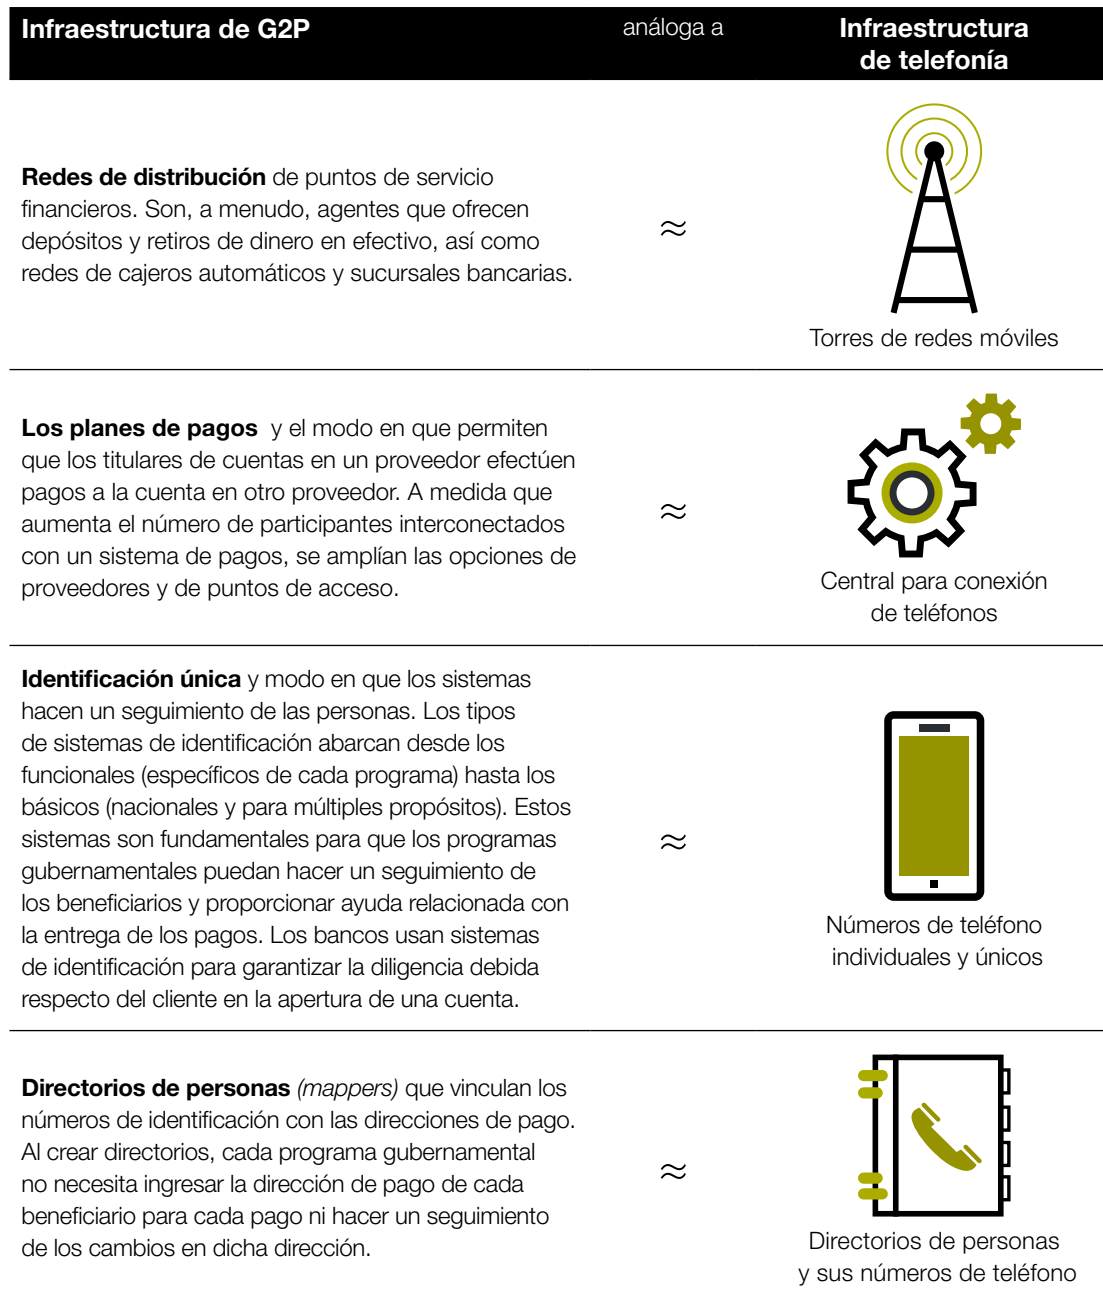 Infraestructura de G2P
análoga a
Infraestructura
de telefonía
Redes de distribución de puntos de servicio
financieros. Son, a menudo, agentes que ofrecen
depósitos y retiros de dinero en efectivo, así como
redes de cajeros automáticos y sucursales bancarias.
≈
Torres de redes móviles
Los planes de pagos y el modo en que permiten
que los titulares de cuentas en un proveedor efectúen
pagos a la cuenta en otro proveedor. A medida que
aumenta el número de participantes interconectados
con un sistema de pagos, se amplían las opciones de
proveedores y de puntos de acceso.
≈
Central para conexión
de teléfonos
Identificación única y modo en que los sistemas
hacen un seguimiento de las personas. Los tipos
de sistemas de identificación abarcan desde los
funcionales (específicos de cada programa) hasta los
básicos (nacionales y para múltiples propósitos). Estos
sistemas son fundamentales para que los programas
gubernamentales puedan hacer un seguimiento de
los beneficiarios y proporcionar ayuda relacionada con
la entrega de los pagos. Los bancos usan sistemas
de identificación para garantizar la diligencia debida
respecto del cliente en la apertura de una cuenta.
≈
Números de teléfono
individuales y únicos
Directorios de personas (mappers) que vinculan los
números de identificación con las direcciones de pago.
Al crear directorios, cada programa gubernamental
no necesita ingresar la dirección de pago de cada
beneficiario para cada pago ni hacer un seguimiento
de los cambios en dicha dirección.
≈
Directorios de personas
y sus números de teléfono